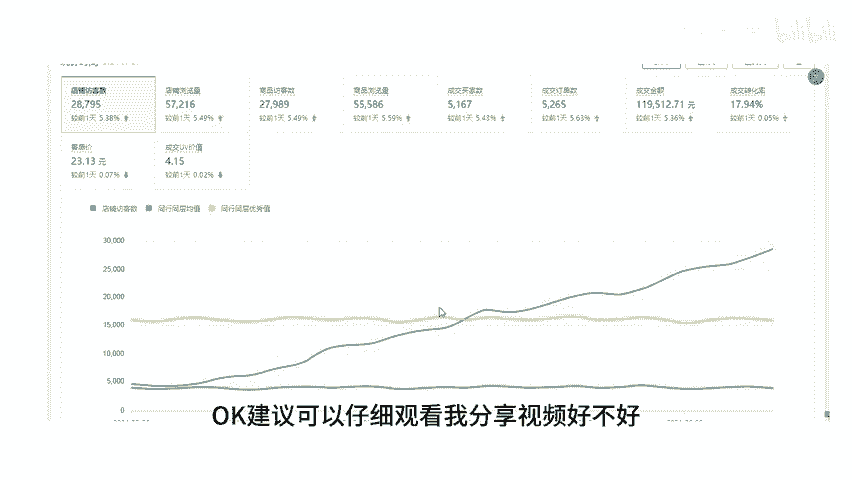 bilibili
店铺访客数 店铺浏览量 商品访客数 商品浏览量 成交买家数 成交订单数 成交金额 成交转化率
28,795 57,216 27,989 55,586 5,167 5,265 119,512.71 元 17.94%
较前1天 5.38% 较前1天 5.49% 较前1天 5.49% 较前1天 5.59% 较前1天 5.43% 较前1天 5.63% 较前1天 5.36% 较前1天 0.05%
客单价 成交UV价值
23.13 元 4.15
较前1天 0.07% 较前1天 0.02%
店铺访客数 同行同层均值 同行同层优秀值
30,000
25,000
20,000
15,000
10,000
5,000
0
OK建议可以仔细观看我分享视频好不好